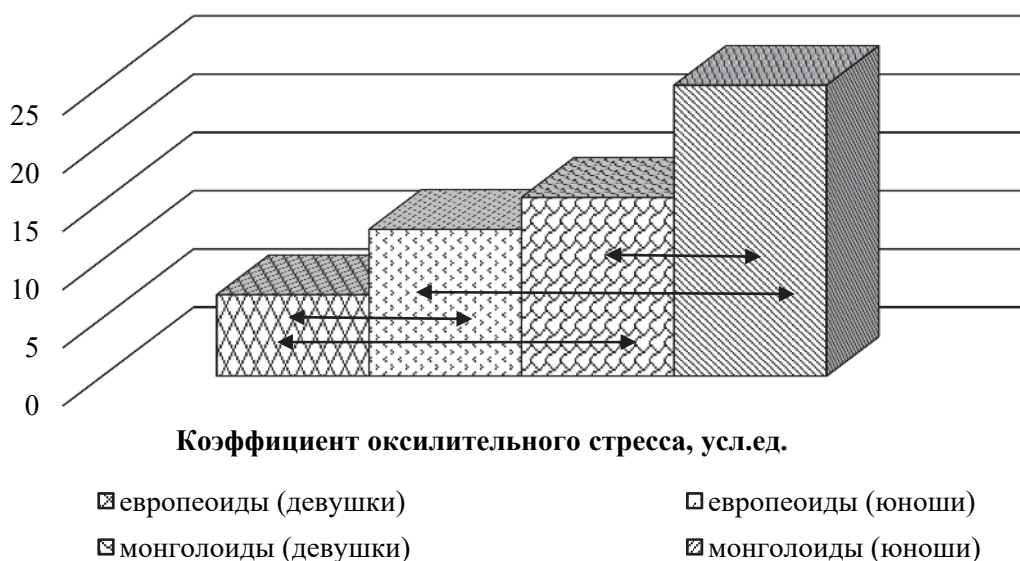 25
20
15
10
5
0
Коэффициент оксилительного стресса, усл.ед.
европеоиды (девушки) европеоиды (юноши)
монголоиды (девушки) монголоиды (юноши)